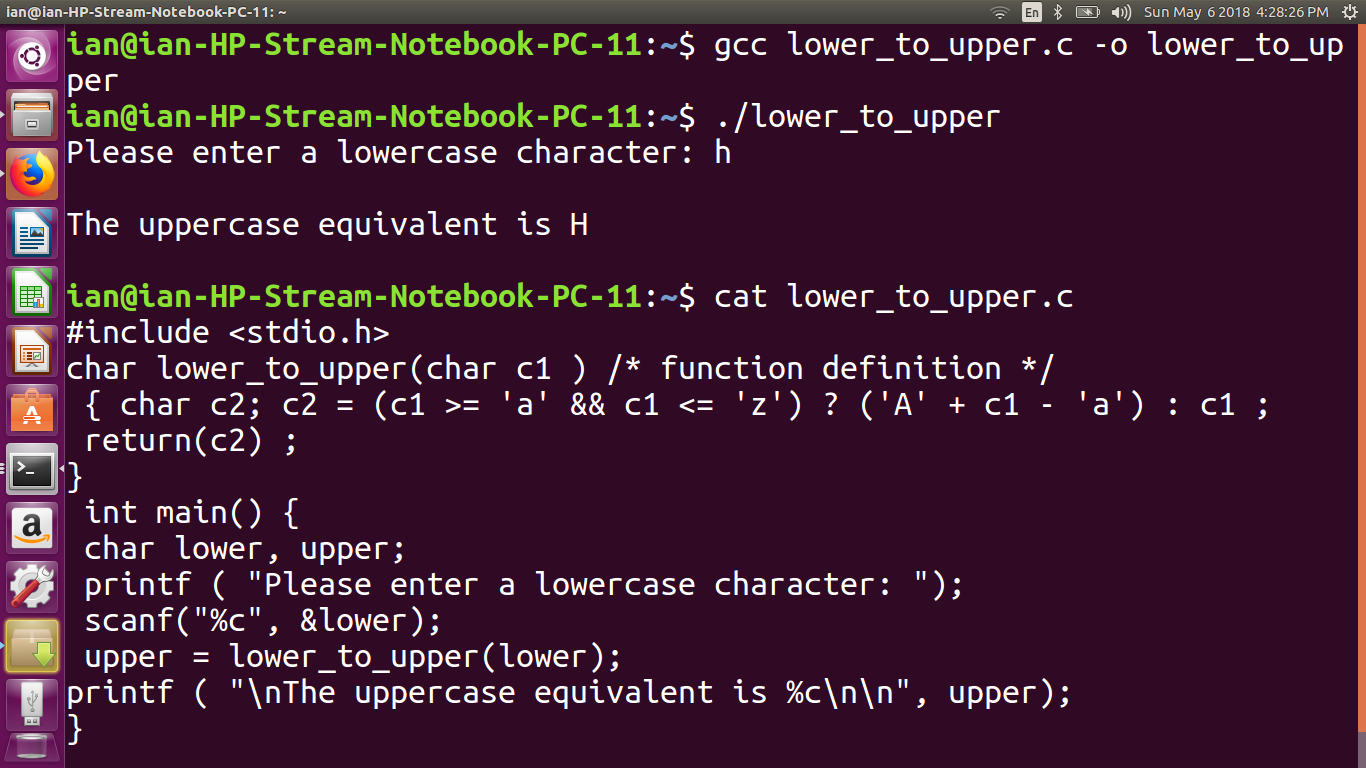 ian@ian-HP-Stream-Notebook-PC-11: ~
En
Sun May 6 2018 4:28:26 PM
ian@ian-HP-Stream-Notebook-PC-11:~$ gcc lower_to_upper.c -o lower_to_up
per
ian@ian-HP-Stream-Notebook-PC-11:~$ ./lower_to_upper
Please enter a lowercase character: h
The uppercase equivalent is H
ian@ian-HP-Stream-Notebook-PC-11:~$ cat lower_to_upper.c
#include <stdio.h>
char lower_to_upper(char c1 ) /* function definition */
 { char c2; c2 = (c1 >= 'a' && c1 <= 'z') ? ('A' + c1 - 'a') : c1 ;
 return(c2) ;
}
 int main() {
 char lower, upper;
 printf ( "Please enter a lowercase character: ");
 scanf("%c", &lower);
 upper = lower_to_upper(lower);
printf ( "\nThe uppercase equivalent is %c\n\n", upper);
}